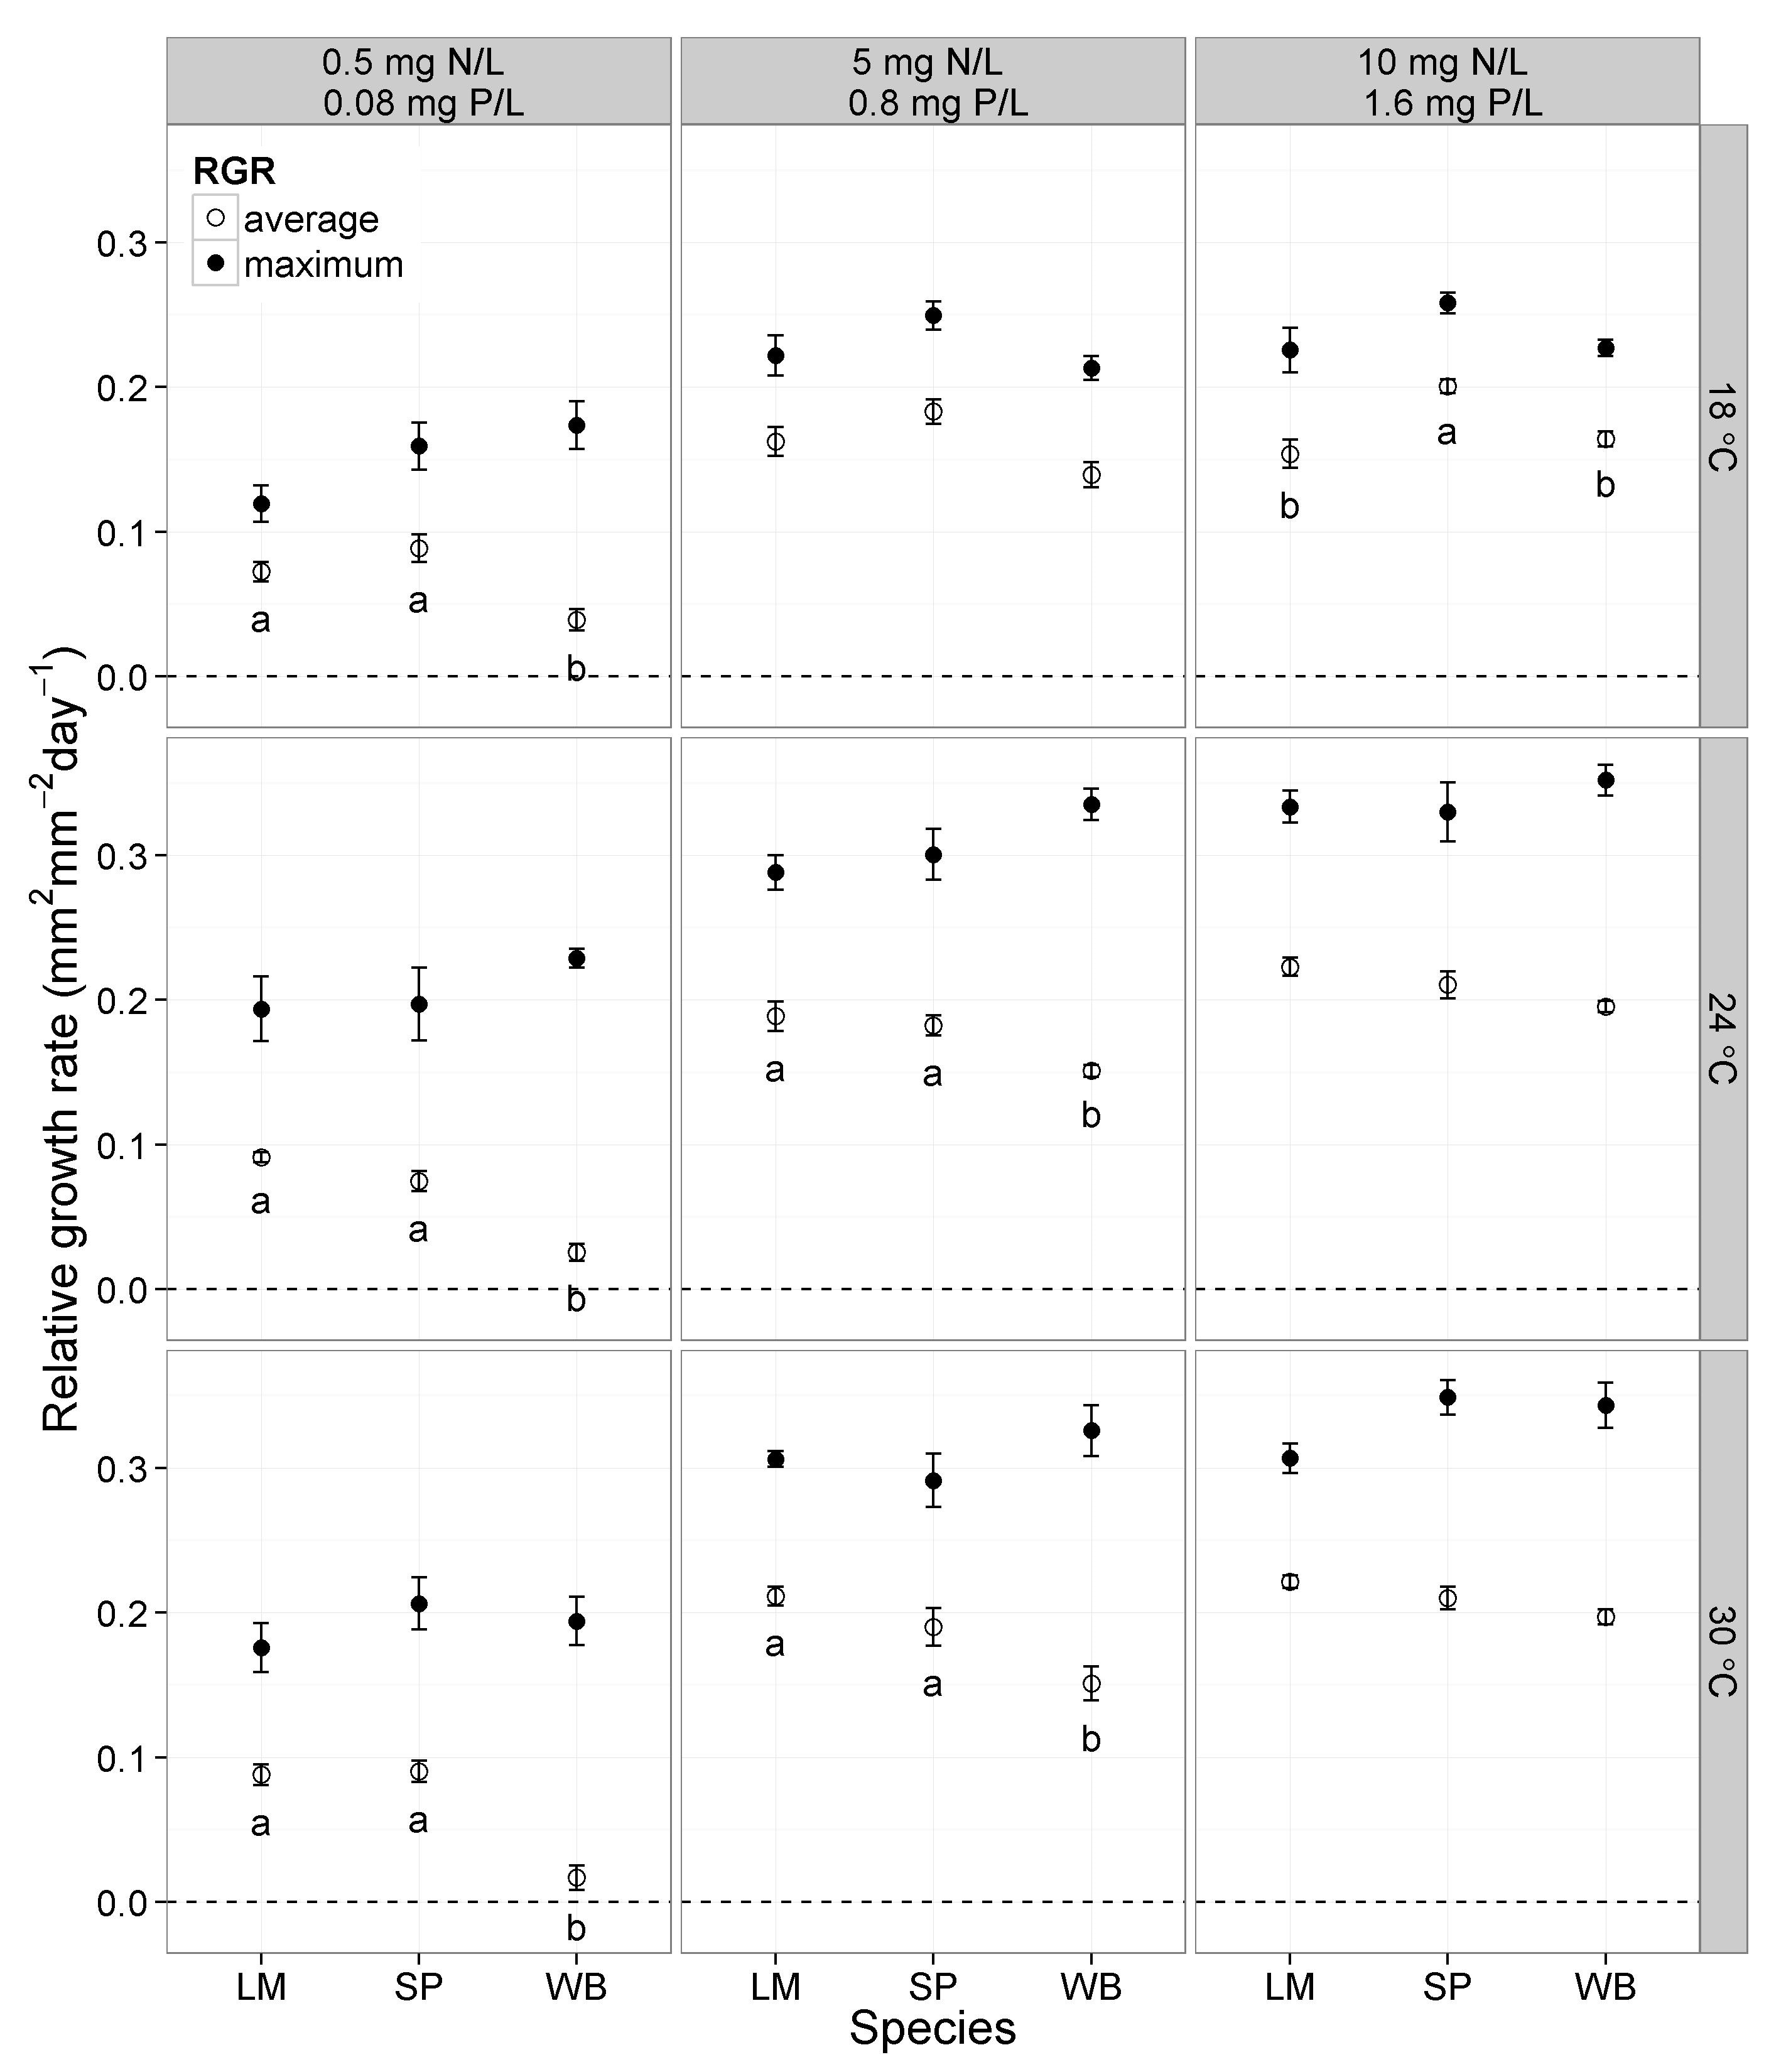 0.5 mg N/L
0.08 mg P/L
5 mg N/L
0.8 mg P/L
10 mg N/L
1.6 mg P/L
RGR
average
maximum
0.3
0.2
0.1
0.0
a a b
b a b
18 °C
0.3
0.2
0.1
0.0
a a b
a a b
24 °C
0.3
0.2
0.1
0.0
a a b
a a b
30 °C
Relative growth rate (mm²mm⁻²day⁻¹)
LM SP WB
LM SP WB
LM SP WB
Species